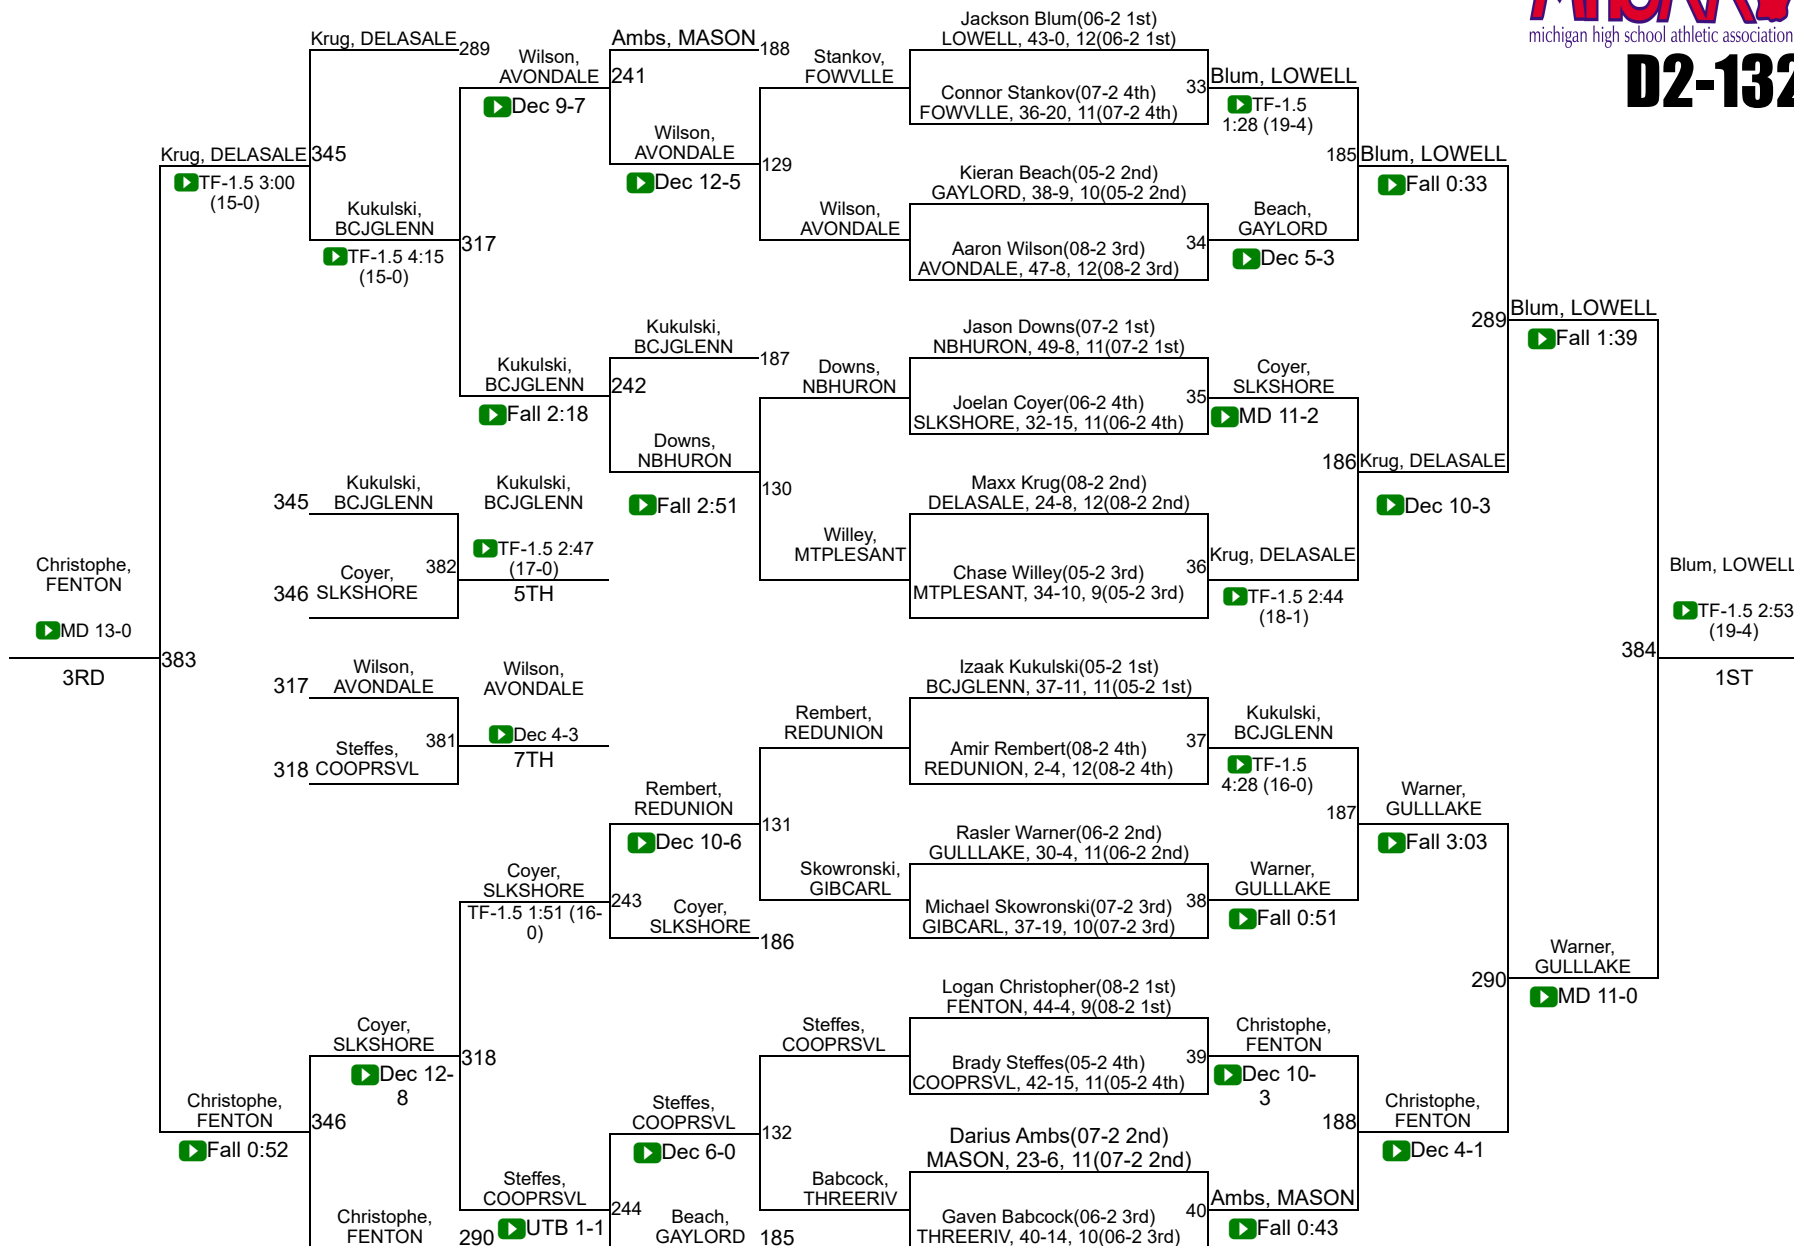 michigan high school athletic association
D2-132
Krug, DELASALE
289
Krug, DELASALE
TF-1.5 3:00
(15-0)
345
Kukulski,
BCJGLENN
TF-1.5 4:15
(15-0)
317
Wilson,
AVONDALE
Dec 9-7
241
Ambs, MASON
188
Wilson,
AVONDALE
Dec 12-5
129
Stankov,
FOWVLLE
Wilson,
AVONDALE
Kukulski,
BCJGLENN
Fall 2:18
242
Kukulski,
BCJGLENN
187
Downs,
NBHURON
Fall 2:51
130
Downs,
NBHURON
Willey,
MTPLESANT
Jackson Blum(06-2 1st)
LOWELL, 43-0, 12(06-2 1st)
Connor Stankov(07-2 4th)
FOWVLLE, 36-20, 11(07-2 4th)
33
Blum, LOWELL
TF-1.5
1:28 (19-4)
Kieran Beach(05-2 2nd)
GAYLORD, 38-9, 10(05-2 2nd)
Aaron Wilson(08-2 3rd)
AVONDALE, 47-8, 12(08-2 3rd)
34
Beach,
GAYLORD
Dec 5-3
185
Blum, LOWELL
Fall 0:33
Jason Downs(07-2 1st)
NBHURON, 49-8, 11(07-2 1st)
Joelan Coyer(06-2 4th)
SLKSHORE, 32-15, 11(06-2 4th)
35
Coyer,
SLKSHORE
MD 11-2
Maxx Krug(08-2 2nd)
DELASALE, 24-8, 12(08-2 2nd)
Chase Willey(05-2 3rd)
MTPLESANT, 34-10, 9(05-2 3rd)
36
Krug, DELASALE
TF-1.5 2:44
(18-1)
186
Krug, DELASALE
Dec 10-3
289
Blum, LOWELL
Fall 1:39
345
Kukulski,
BCJGLENN
346
Coyer,
SLKSHORE
382
Kukulski,
BCJGLENN
TF-1.5 2:47
(17-0)
5TH
317
Wilson,
AVONDALE
318
Steffes,
COOPRSVL
381
Wilson,
AVONDALE
Dec 4-3
7TH
Christophe,
FENTON
MD 13-0
3RD
383
Blum, LOWELL
TF-1.5 2:53
(19-4)
384
1ST
Izaak Kukulski(05-2 1st)
BCJGLENN, 37-11, 11(05-2 1st)
Amir Rembert(08-2 4th)
REDUNION, 2-4, 12(08-2 4th)
37
Kukulski,
BCJGLENN
TF-1.5
4:28 (16-0)
Rasler Warner(06-2 2nd)
GULLLAKE, 30-4, 11(06-2 2nd)
Michael Skowronski(07-2 3rd)
GIBCARL, 37-19, 10(07-2 3rd)
38
Warner,
GULLLAKE
Fall 0:51
187
Warner,
GULLLAKE
Fall 3:03
Rembert,
REDUNION
Skowronski,
GIBCARL
131
Rembert,
REDUNION
Dec 10-6
243
Coyer,
SLKSHORE
186
Coyer,
SLKSHORE
TF-1.5 1:51 (16-
0)
318
Coyer,
SLKSHORE
Dec 12-
8
Logan Christopher(08-2 1st)
FENTON, 44-4, 9(08-2 1st)
Brady Steffes(05-2 4th)
COOPRSVL, 42-15, 11(05-2 4th)
39
Christophe,
FENTON
Dec 10-
3
Darius Ambs(07-2 2nd)
MASON, 23-6, 11(07-2 2nd)
Gaven Babcock(06-2 3rd)
THREERIV, 40-14, 10(06-2 3rd)
40
Ambs, MASON
Fall 0:43
188
Christophe,
FENTON
Dec 4-1
290
Warner,
GULLLAKE
MD 11-0
Steffes,
COOPRSVL
Babcock,
THREERIV
132
Steffes,
COOPRSVL
Dec 6-0
244
Beach,
GAYLORD
185
Steffes,
COOPRSVL
UTB 1-1
346
Christophe,
FENTON
290
Christophe,
FENTON
Fall 0:52